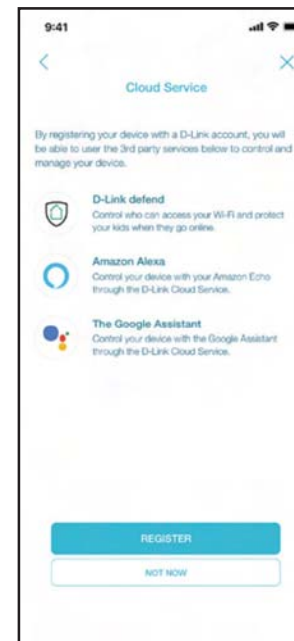 9:41
Cloud Service
By registering your device with a D-Link account, you will
be able to user the 3rd party services below to control and
manage your device.
D-Link defend
Control who can access your Wi-Fi and protect
your kids when they go online.
Amazon Alexa
Control your device with your Amazon Echo
through the D-Link Cloud Service.
The Google Assistant
Control your device with the Google Assistant
through the D-Link Cloud Service.
REGISTER
NOT NOW